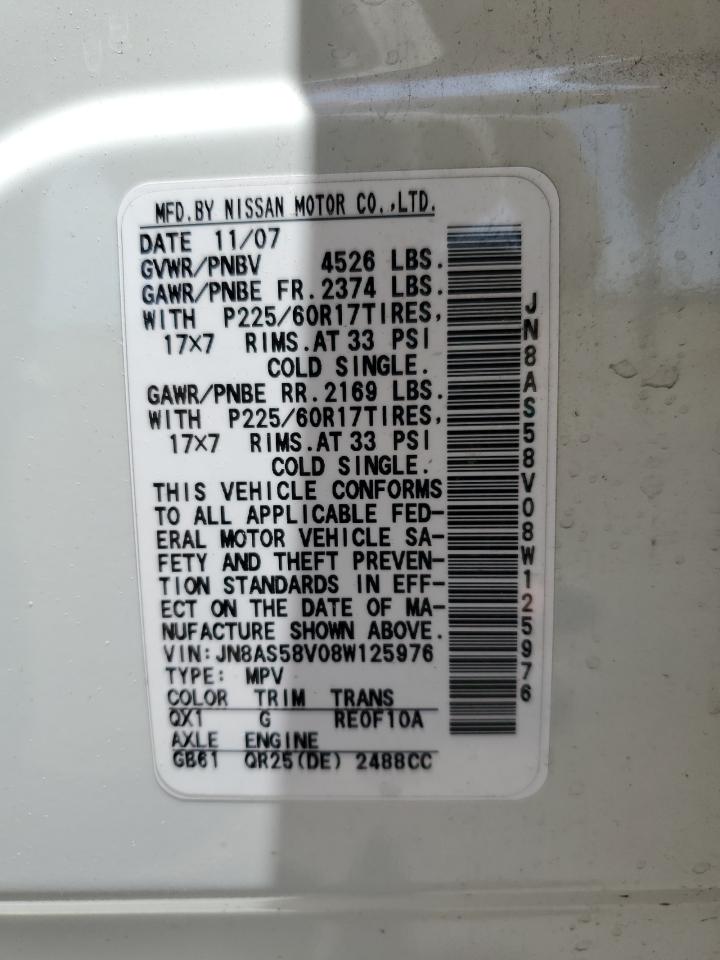 MFD.BY NISSAN MOTOR CO.,LTD.
DATE 11/07
GVWR/PNBV 4526 LBS.
GAWR/PNBE FR.2374 LBS.
WITH P225/60R17TIRES,
17×7 RIMS.AT 33 PSI
COLD SINGLE.
GAWR/PNBE RR.2169 LBS.
WITH P225/60R17TIRES,
17×7 RIMS.AT 33 PSI
COLD SINGLE.
THIS VEHICLE CONFORMS
TO ALL APPLICABLE FED-
ERAL MOTOR VEHICLE SA-
FETY AND THEFT PREVEN-
TION STANDARDS IN EFF-
ECT ON THE DATE OF MA-
NUFACTURE SHOWN ABOVE.
VIN:JN8AS58V08W125976
TYPE: MPV
COLOR TRIM TRANS
QX1 G RE0F10A
AXLE ENGINE
GB61 QR25(DE) 2488CC
JN8AS58V08W125976